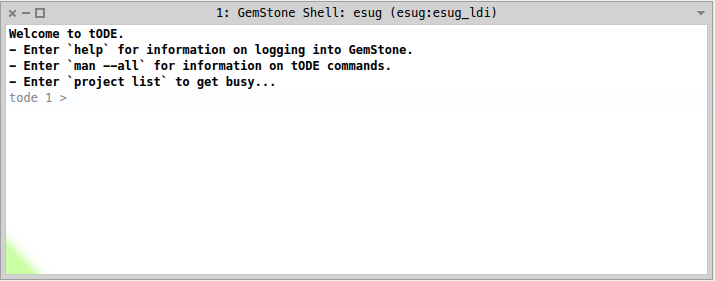 1: GemStone Shell: esug (esug:esug_ldi)
Welcome to tODE.
− Enter `help` for information on logging into GemStone.
− Enter `man −−all` for information on tODE commands.
− Enter `project list` to get busy...
tode 1 >